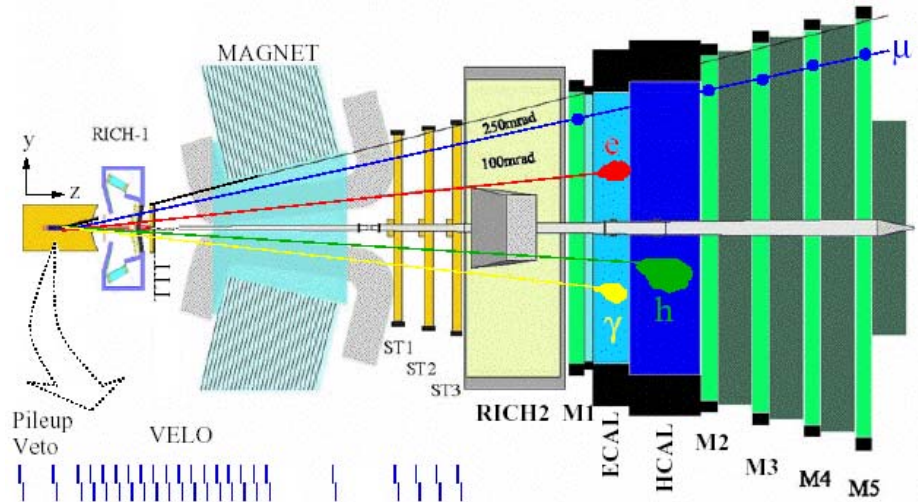 MAGNET
μ
y
RICH-1
250mrad
e
100mrad
z
TTT
γ
h
ST1
ST2
ST3
RICH2
M1
ECAL
HCAL
M2
M3
M4
M5
Pileup
Veto
VELO